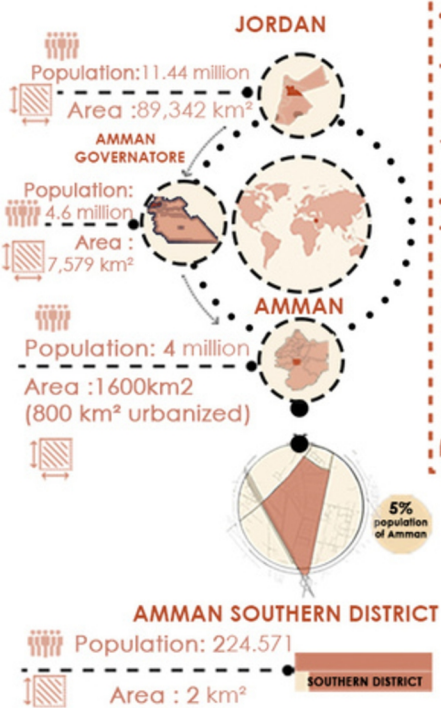 JORDAN
Population:11.44 million
Area :89,342 km²
AMMAN
GOVERNATORE
Population:
4.6 million
Area :
7,579 km²
AMMAN
Population: 4 million
Area :1600km2
(800 km² urbanized)
5%
population
of Amman
AMMAN SOUTHERN DISTRICT
Population: 224.571
SOUTHERN DISTRICT
Area : 2 km²